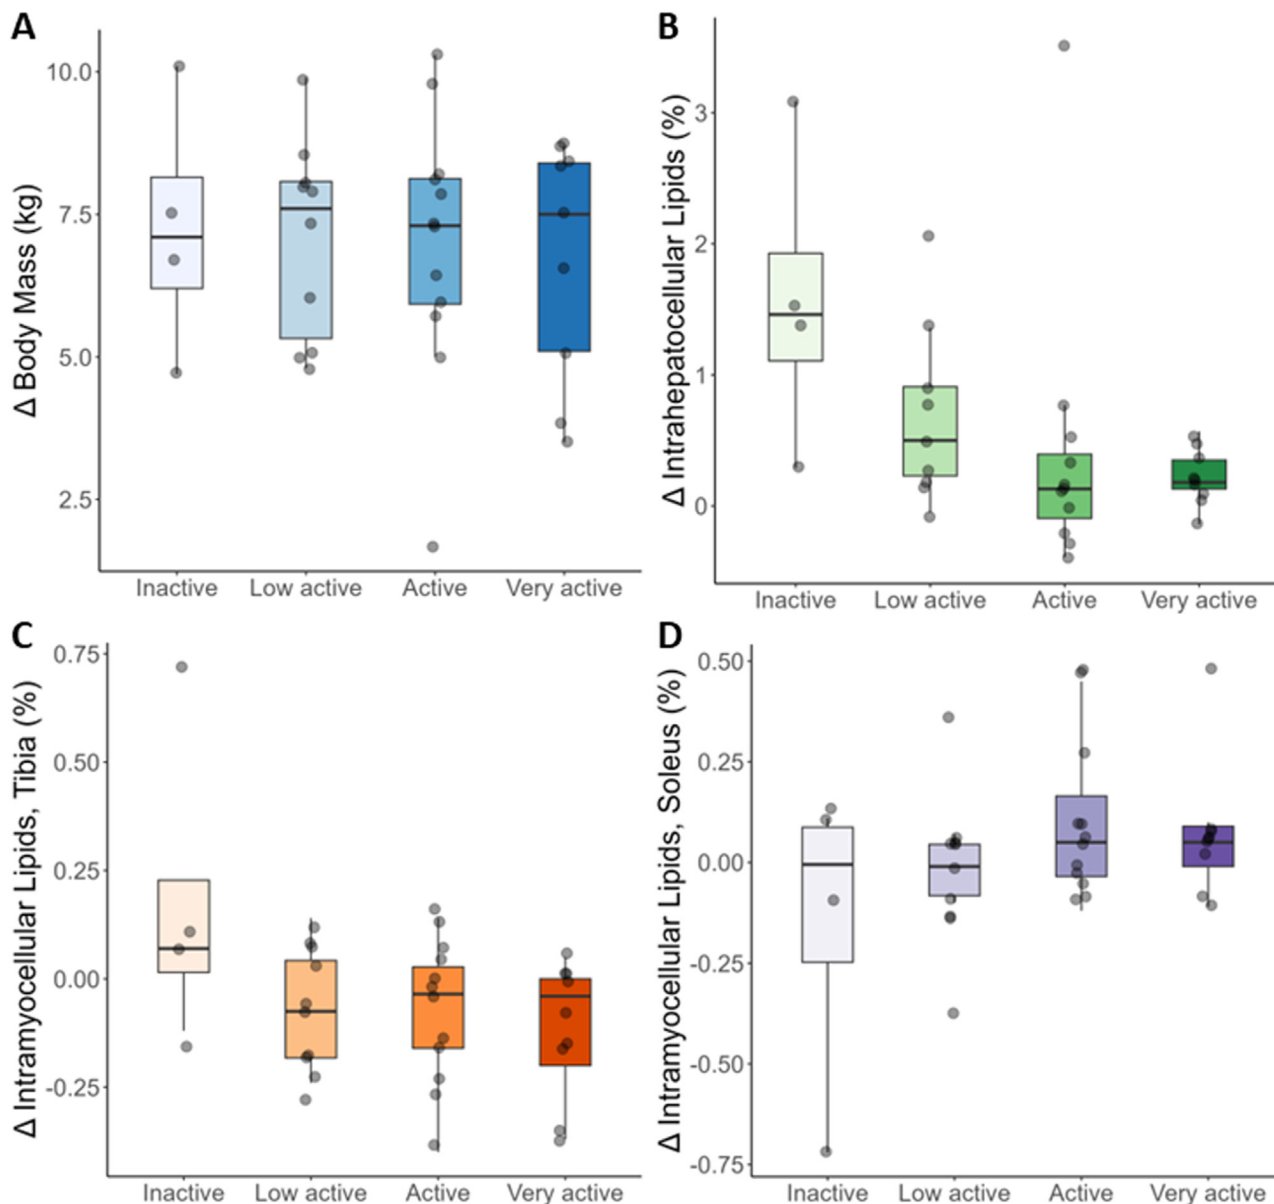 A
Δ Body Mass (kg)
10.0
7.5
5.0
2.5
Inactive Low active Active Very active
B
Δ Intrahepatocellular Lipids (%)
3
2
1
0
Inactive Low active Active Very active
C
Δ Intramyocellular Lipids, Tibia (%)
0.75
0.50
0.25
0.00
-0.25
Inactive Low active Active Very active
D
Δ Intramyocellular Lipids, Soleus (%)
0.50
0.25
0.00
-0.25
-0.50
-0.75
Inactive Low active Active Very active